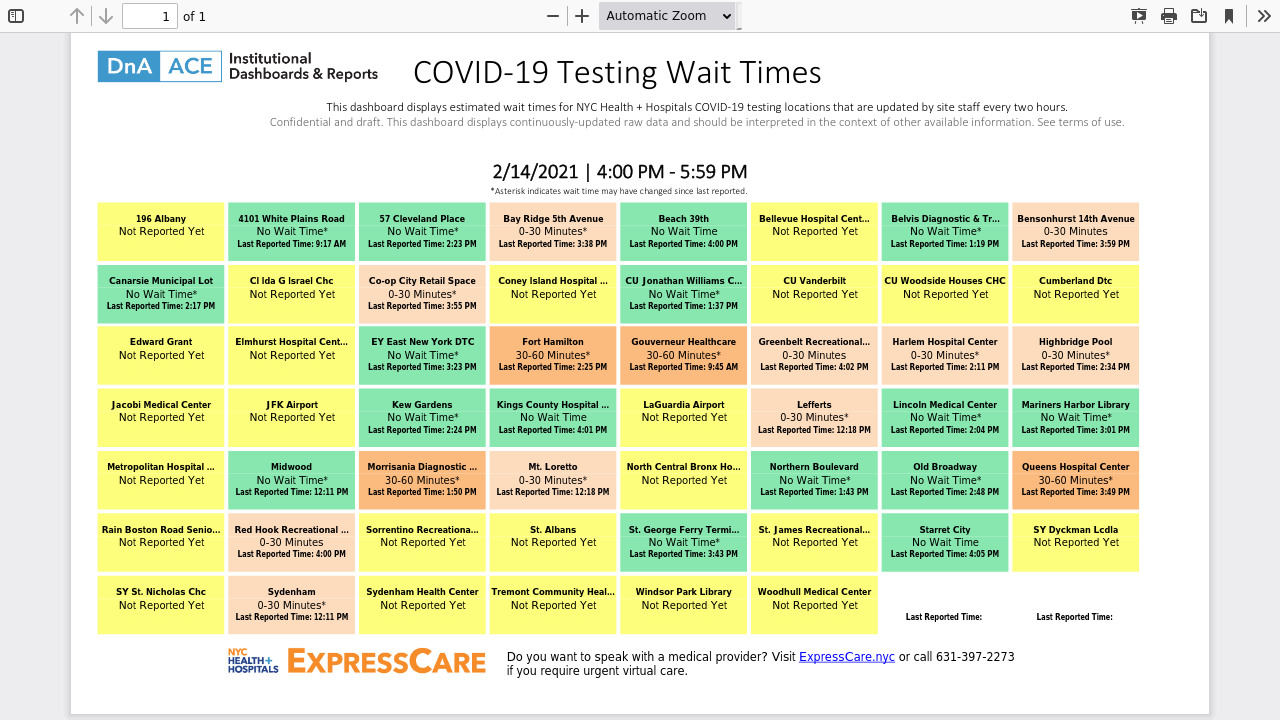 1 of 1 Automatic Zoom
DnA ACE Institutional
Dashboards & Reports
COVID-19 Testing Wait Times
This dashboard displays estimated wait times for NYC Health + Hospitals COVID-19 testing locations that are updated by site staff every two hours.
Confidential and draft. This dashboard displays continuously-updated raw data and should be interpreted in the context of other available information. See terms of use.
2/14/2021 | 4:00 PM - 5:59 PM
*Asterisk indicates wait time may have changed since last reported.
196 Albany
Not Reported Yet
4101 White Plains Road
No Wait Time*
Last Reported Time: 9:17 AM
57 Cleveland Place
No Wait Time*
Last Reported Time: 2:23 PM
Bay Ridge 5th Avenue
0-30 Minutes*
Last Reported Time: 3:38 PM
Beach 39th
No Wait Time
Last Reported Time: 4:00 PM
Bellevue Hospital Cent...
Not Reported Yet
Belvis Diagnostic & Tr...
No Wait Time*
Last Reported Time: 1:19 PM
Bensonhurst 14th Avenue
0-30 Minutes
Last Reported Time: 3:59 PM
Canarsie Municipal Lot
No Wait Time*
Last Reported Time: 2:17 PM
Cl Ida G Israel Chc
Not Reported Yet
Co-op City Retail Space
0-30 Minutes*
Last Reported Time: 3:55 PM
Coney Island Hospital ...
Not Reported Yet
CU Jonathan Williams C...
No Wait Time*
Last Reported Time: 1:37 PM
CU Vanderbilt
Not Reported Yet
CU Woodside Houses CHC
Not Reported Yet
Cumberland Dtc
Not Reported Yet
Edward Grant
Not Reported Yet
Elmhurst Hospital Cent...
Not Reported Yet
EY East New York DTC
No Wait Time*
Last Reported Time: 3:23 PM
Fort Hamilton
30-60 Minutes*
Last Reported Time: 2:25 PM
Gouverneur Healthcare
30-60 Minutes*
Last Reported Time: 9:45 AM
Greenbelt Recreational...
0-30 Minutes
Last Reported Time: 4:02 PM
Harlem Hospital Center
0-30 Minutes*
Last Reported Time: 2:11 PM
Highbridge Pool
0-30 Minutes*
Last Reported Time: 2:34 PM
Jacobi Medical Center
Not Reported Yet
JFK Airport
Not Reported Yet
Kew Gardens
No Wait Time*
Last Reported Time: 2:24 PM
Kings County Hospital ...
No Wait Time
Last Reported Time: 4:01 PM
LaGuardia Airport
Not Reported Yet
Lefferts
0-30 Minutes*
Last Reported Time: 12:18 PM
Lincoln Medical Center
No Wait Time*
Last Reported Time: 2:04 PM
Mariners Harbor Library
No Wait Time*
Last Reported Time: 3:01 PM
Metropolitan Hospital ...
Not Reported Yet
Midwood
No Wait Time*
Last Reported Time: 12:11 PM
Morrisania Diagnostic ...
30-60 Minutes*
Last Reported Time: 1:50 PM
Mt. Loretto
0-30 Minutes*
Last Reported Time: 12:18 PM
North Central Bronx Ho...
Not Reported Yet
Northern Boulevard
No Wait Time*
Last Reported Time: 1:43 PM
Old Broadway
No Wait Time*
Last Reported Time: 2:48 PM
Queens Hospital Center
30-60 Minutes*
Last Reported Time: 3:49 PM
Rain Boston Road Senio...
Not Reported Yet
Red Hook Recreational ...
0-30 Minutes
Last Reported Time: 4:00 PM
Sorrentino Recreationa...
Not Reported Yet
St. Albans
Not Reported Yet
St. George Ferry Termi...
No Wait Time*
Last Reported Time: 3:43 PM
St. James Recreational...
Not Reported Yet
Starret City
No Wait Time
Last Reported Time: 4:05 PM
SY Dyckman Lcdla
Not Reported Yet
SY St. Nicholas Chc
Not Reported Yet
Sydenham
0-30 Minutes*
Last Reported Time: 12:11 PM
Sydenham Health Center
Not Reported Yet
Tremont Community Heal...
Not Reported Yet
Windsor Park Library
Not Reported Yet
Woodhull Medical Center
Not Reported Yet
Last Reported Time:
Last Reported Time:
NYC
HEALTH+
HOSPITALS
EXPRESSCARE
Do you want to speak with a medical provider? Visit ExpressCare.nyc or call 631-397-2273
if you require urgent virtual care.